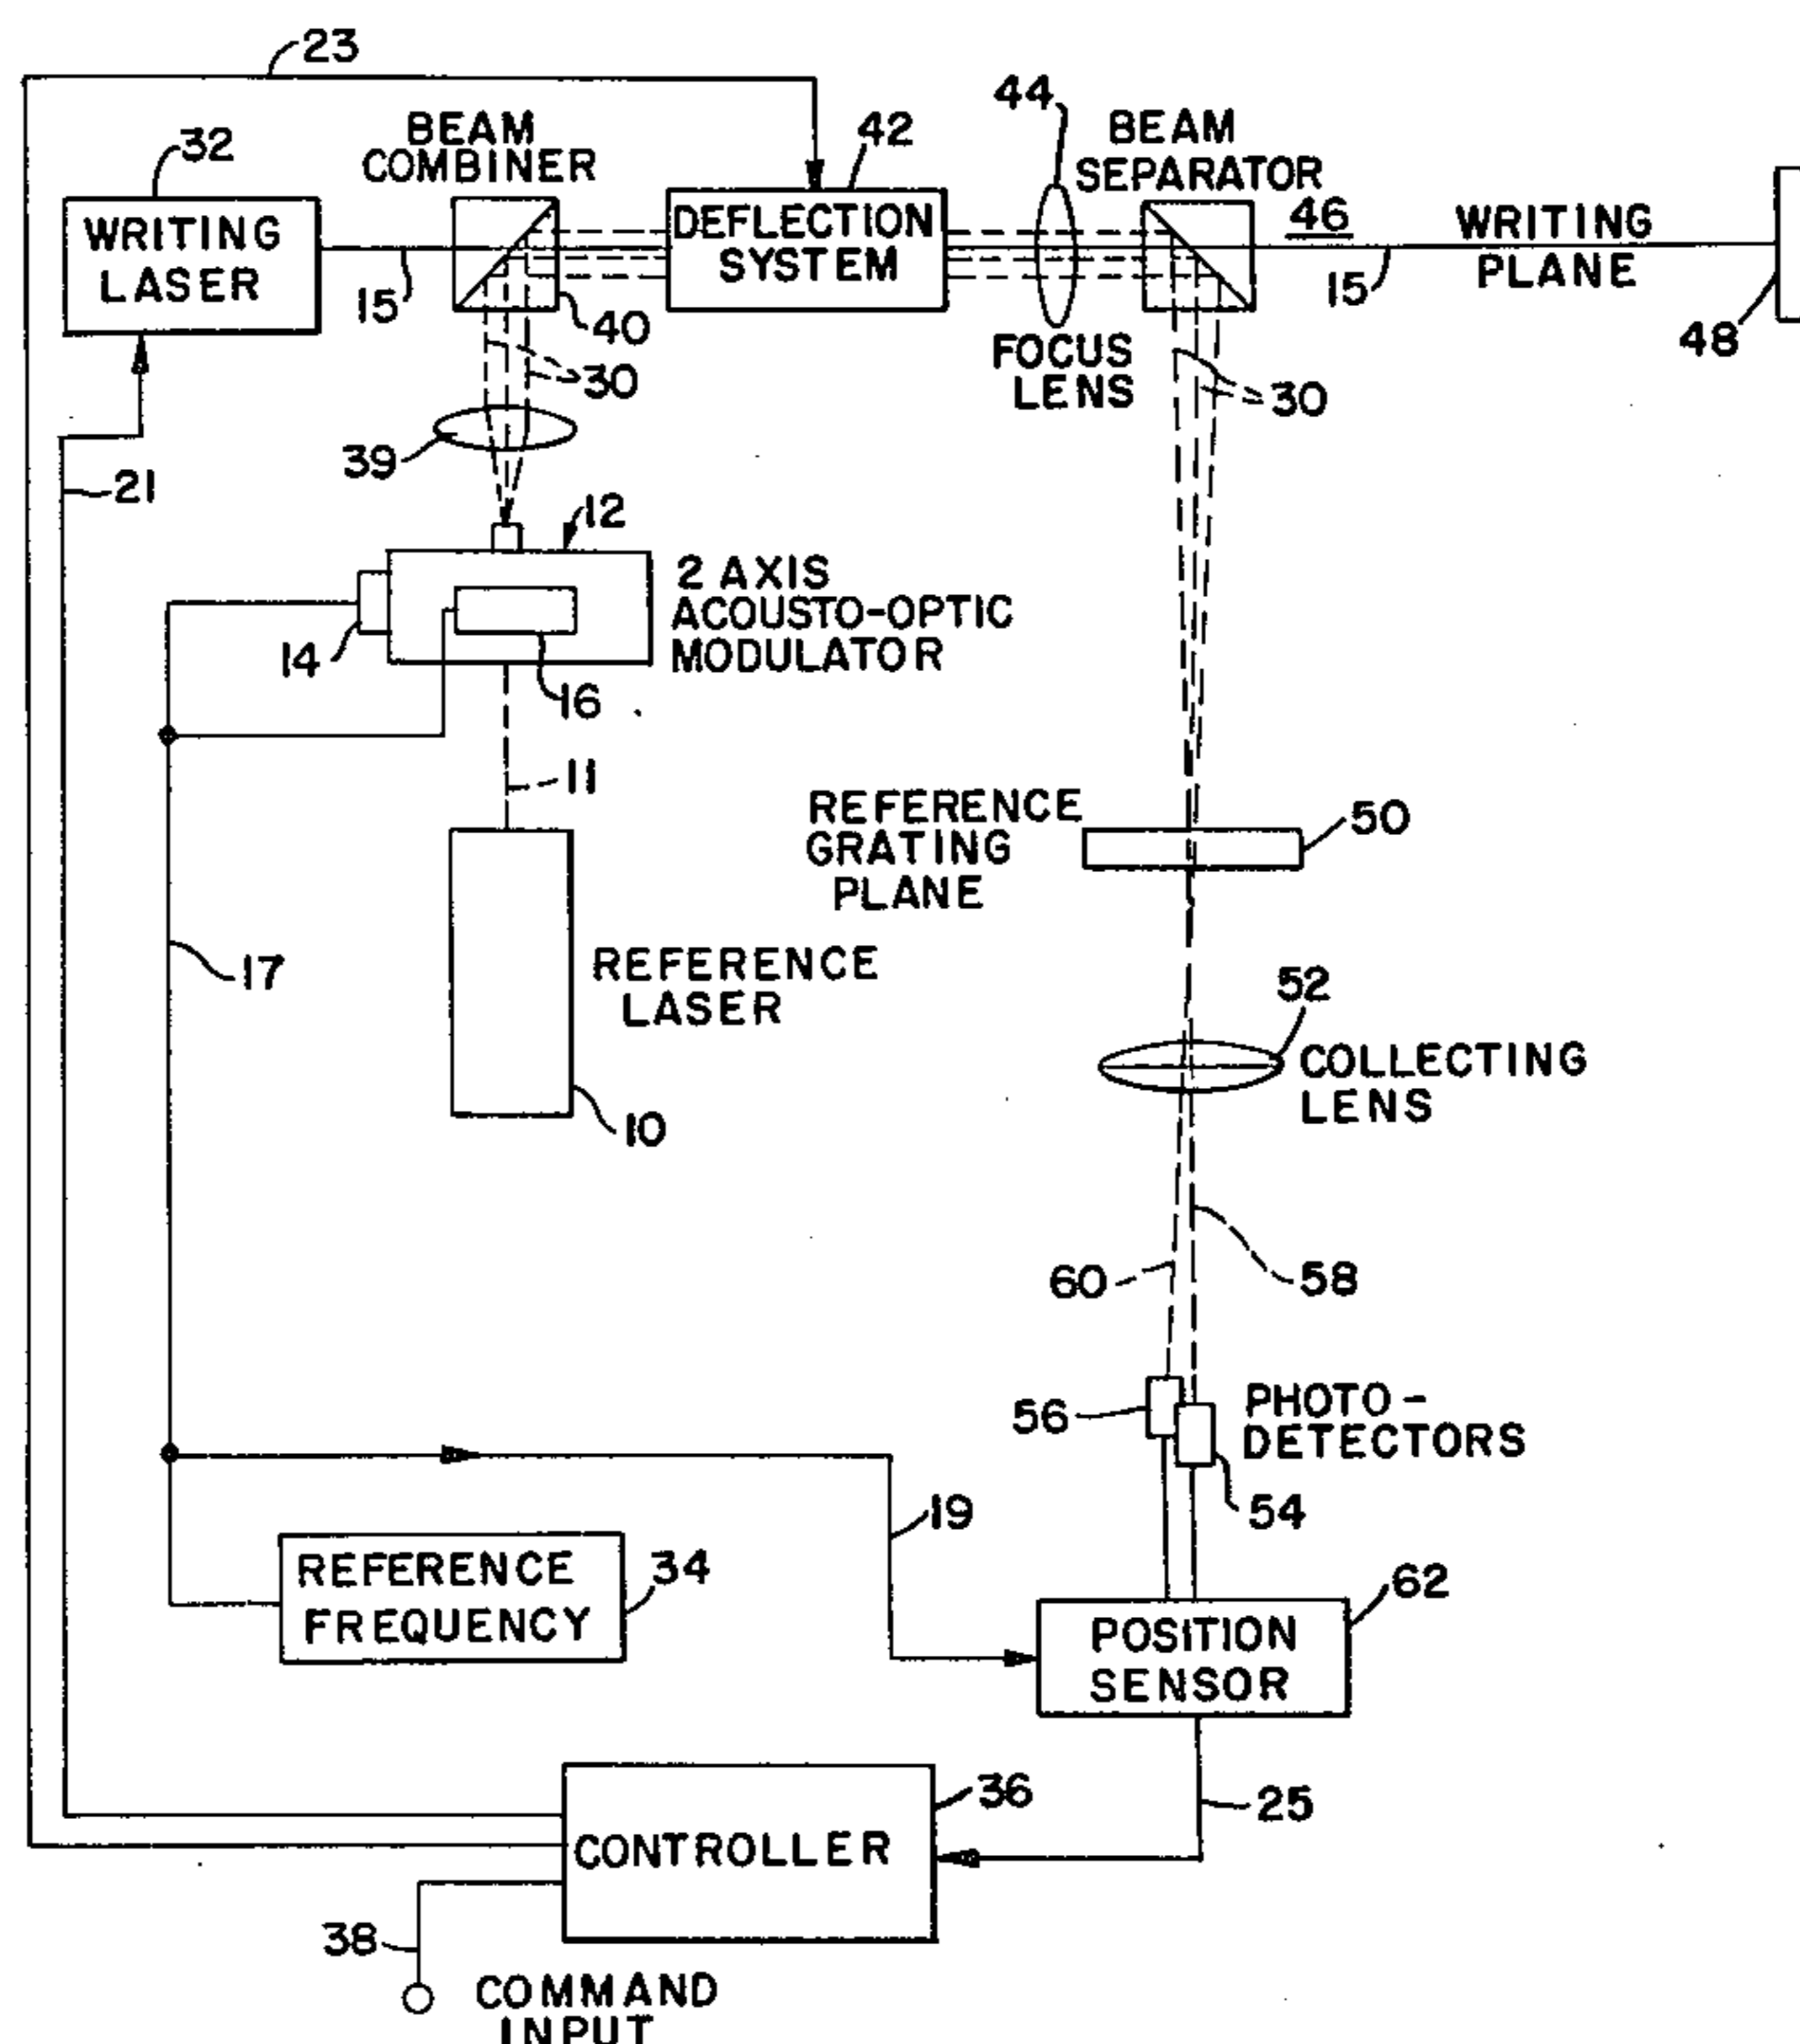 23
44
BEAM
COMBINER
42
BEAM
SEPARATOR
32
WRITING
LASER
DEFLECTION
SYSTEM
46
WRITING
PLANE
15
15
48
40
FOCUS
LENS
30
30
39
21
12
2 AXIS
ACOUSTO-OPTIC
MODULATOR
14
16
11
REFERENCE
GRATING
PLANE
50
17
REFERENCE
LASER
52
COLLECTING
LENS
10
60
58
56
PHOTO-
DETECTORS
54
19
REFERENCE
FREQUENCY
34
62
POSITION
SENSOR
36
25
CONTROLLER
38
COMMAND
INPUT